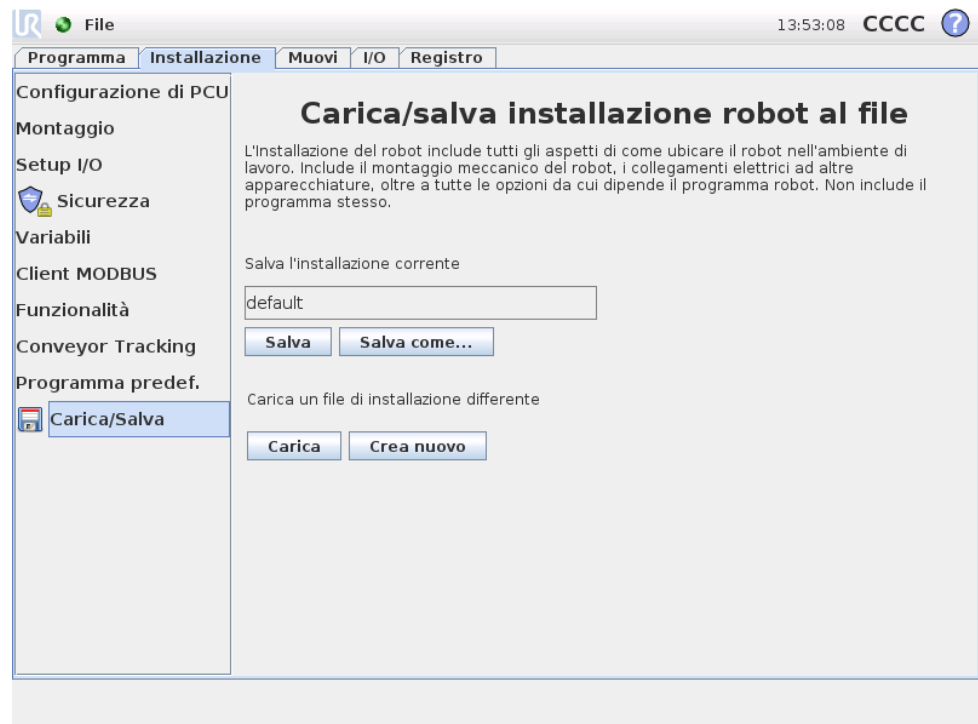 UR File 13:53:08 CCCC ?
Programma Installazione Muovi I/O Registro
Configurazione di PCU
Montaggio
Setup I/O
Sicurezza
Variabili
Client MODBUS
Funzionalità
Conveyor Tracking
Programma predef.
Carica/Salva
Carica/salva installazione robot al file
L'Installazione del robot include tutti gli aspetti di come ubicare il robot nell'ambiente di
lavoro. Include il montaggio meccanico del robot, i collegamenti elettrici ad altre
apparecchiature, oltre a tutte le opzioni da cui dipende il programma robot. Non include il
programma stesso.
Salva l'installazione corrente
default
Salva Salva come...
Carica un file di installazione differente
Carica Crea nuovo